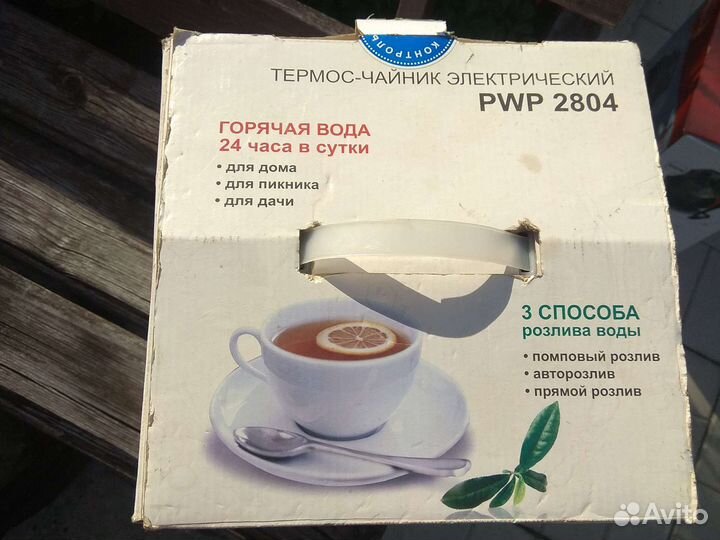 КОНТРОЛЬ
ТЕРМОС-ЧАЙНИК ЭЛЕКТРИЧЕСКИЙ
PWP 2804
ГОРЯЧАЯ ВОДА
24 часа в сутки
• для дома
• для пикника
• для дачи
3 СПОСОБА
розлива воды
• помповый розлив
• авторозлив
• прямой розлив
Avito